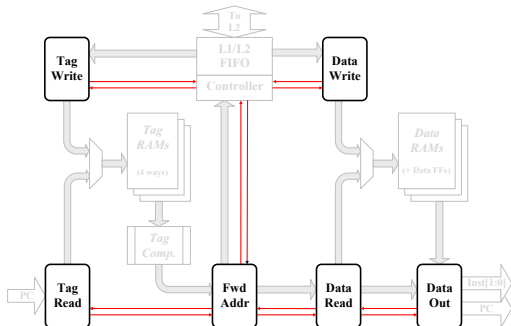 To
L2
Tag
Write
L1/L2
FIFO
Controller
Data
Write
Tag
RAMs
(4 ways)
Data
RAMs
(+ Data FFs)
Tag
Comp.
PC
Tag
Read
Fwd
Addr
Data
Read
Data
Out
Inst[1:0]
PC